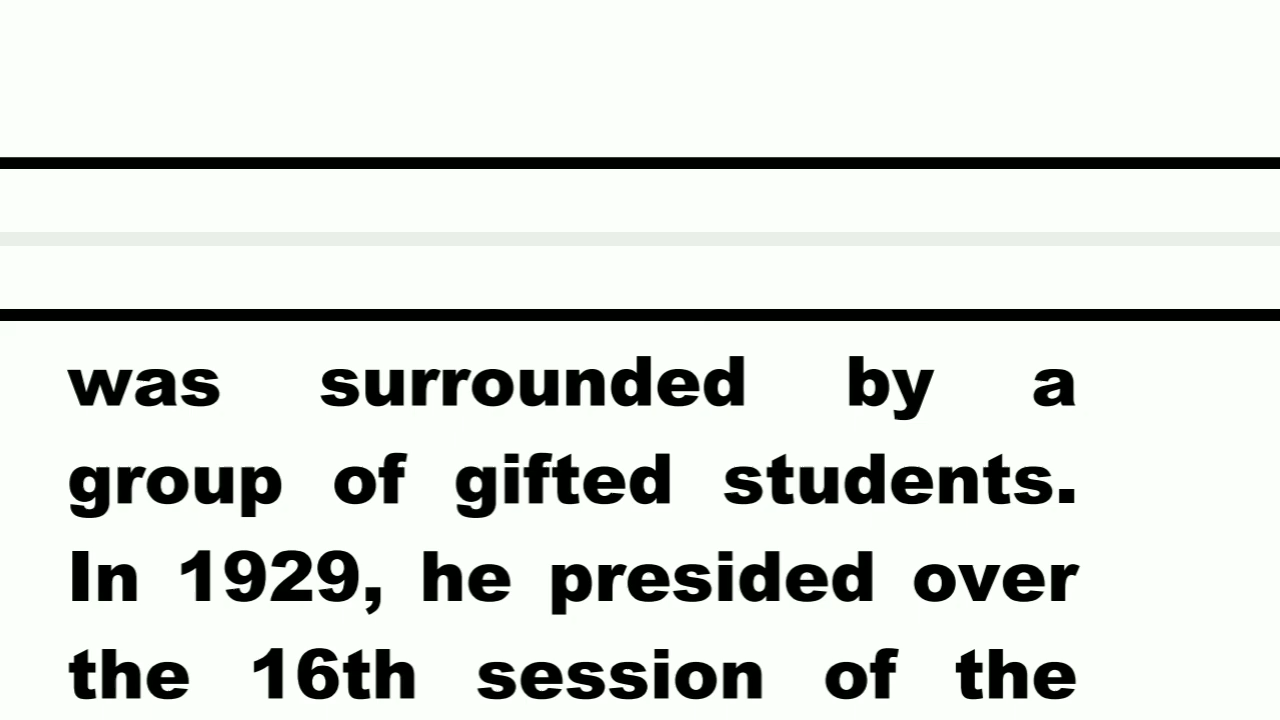 was surrounded by a
group of gifted students.
In 1929, he presided over
the 16th session of the